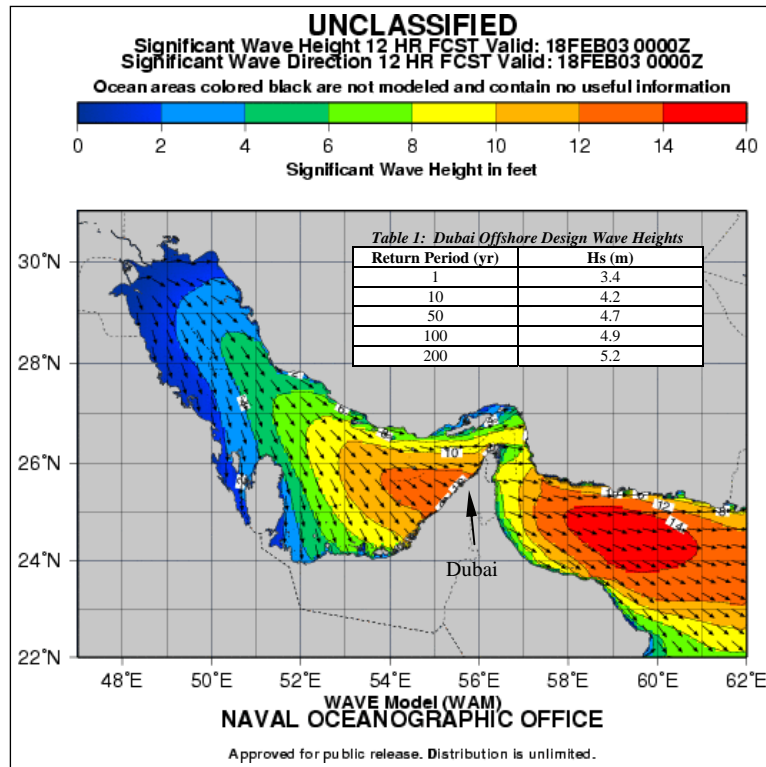 UNCLASSIFIED
Significant Wave Height 12 HR FCST Valid: 18FEB03 0000Z
Significant Wave Direction 12 HR FCST Valid: 18FEB03 0000Z
Ocean areas colored black are not modeled and contain no useful information
0 2 4 6 8 10 12 14 40
Significant Wave Height in feet
Table 1: Dubai Offshore Design Wave Heights
Return Period (yr) Hs (m)
1 3.4
10 4.2
50 4.7
100 4.9
200 5.2
30°N
28°N
26°N
24°N
22°N
10
12
14
8
Dubai
48°E 50°E 52°E 54°E 56°E 58°E 60°E 62°E
WAVE Model (WAM)
NAVAL OCEANOGRAPHIC OFFICE
Approved for public release. Distribution is unlimited.